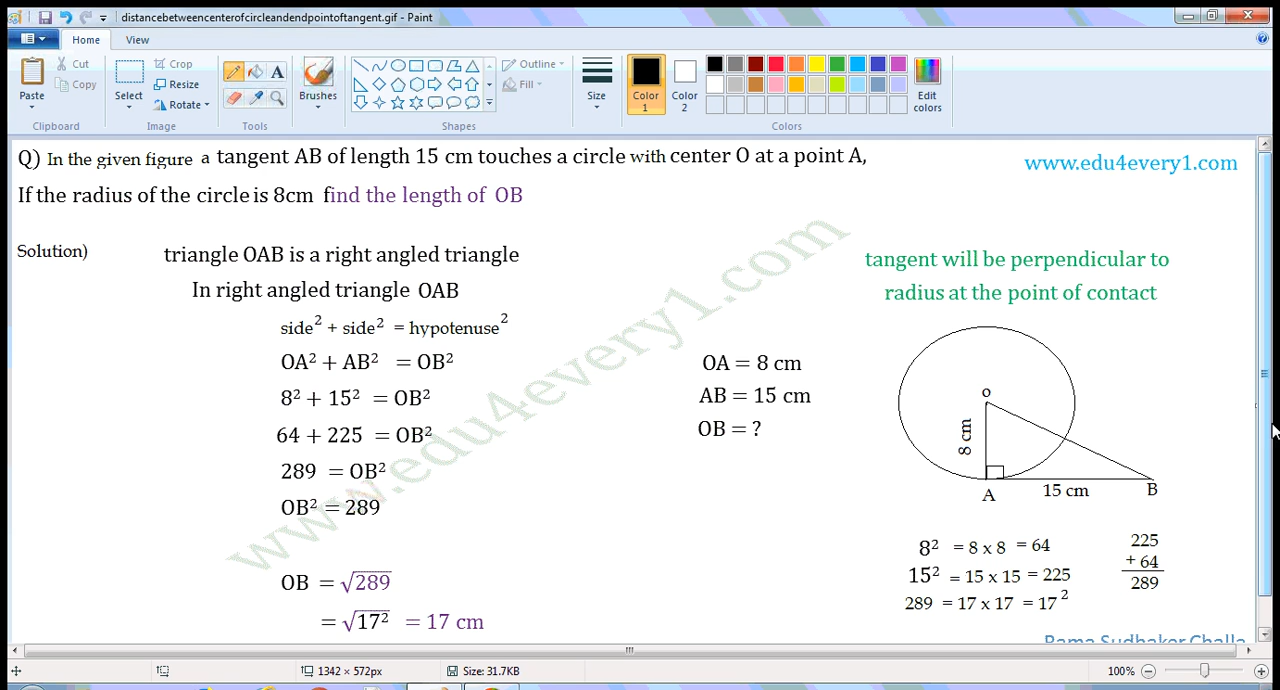 distancebetweencenterofcircleandendpointoftangent.gif - Paint
Home View
Cut
Copy
Paste
Clipboard
Crop
Resize
Rotate
Select
Image
A
Tools
Brushes
Outline
Fill
Shapes
Size
Color 1
Color 2
Edit colors
Colors
Q) In the given figure a tangent AB of length 15 cm touches a circle with center O at a point A,
www.edu4every1.com
If the radius of the circle is 8cm find the length of OB
Solution)
triangle OAB is a right angled triangle
In right angled triangle OAB
side² + side² = hypotenuse²
OA² + AB² = OB²
8² + 15² = OB²
64 + 225 = OB²
289 = OB²
OB² = 289
OB = √289
= √17² = 17 cm
OA = 8 cm
AB = 15 cm
OB = ?
www.edu4every1.com
tangent will be perpendicular to
radius at the point of contact
O
8 cm
A
15 cm
B
8² = 8 x 8 = 64
15² = 15 x 15 = 225
289 = 17 x 17 = 17²
225
+ 64
289
Rama Sudhaker Challa
1342 × 572px
Size: 31.7KB
100%